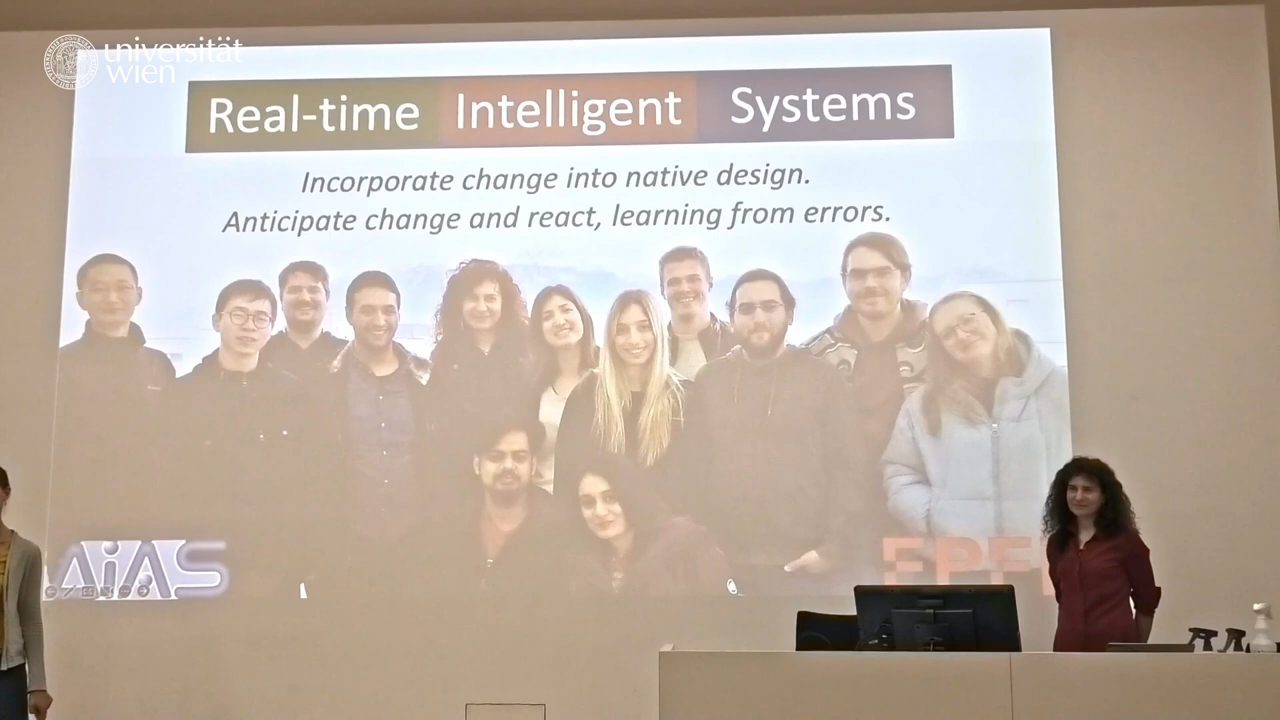 universität
wien
Real-time Intelligent Systems
Incorporate change into native design.
Anticipate change and react, learning from errors.
AiAS
EPFL